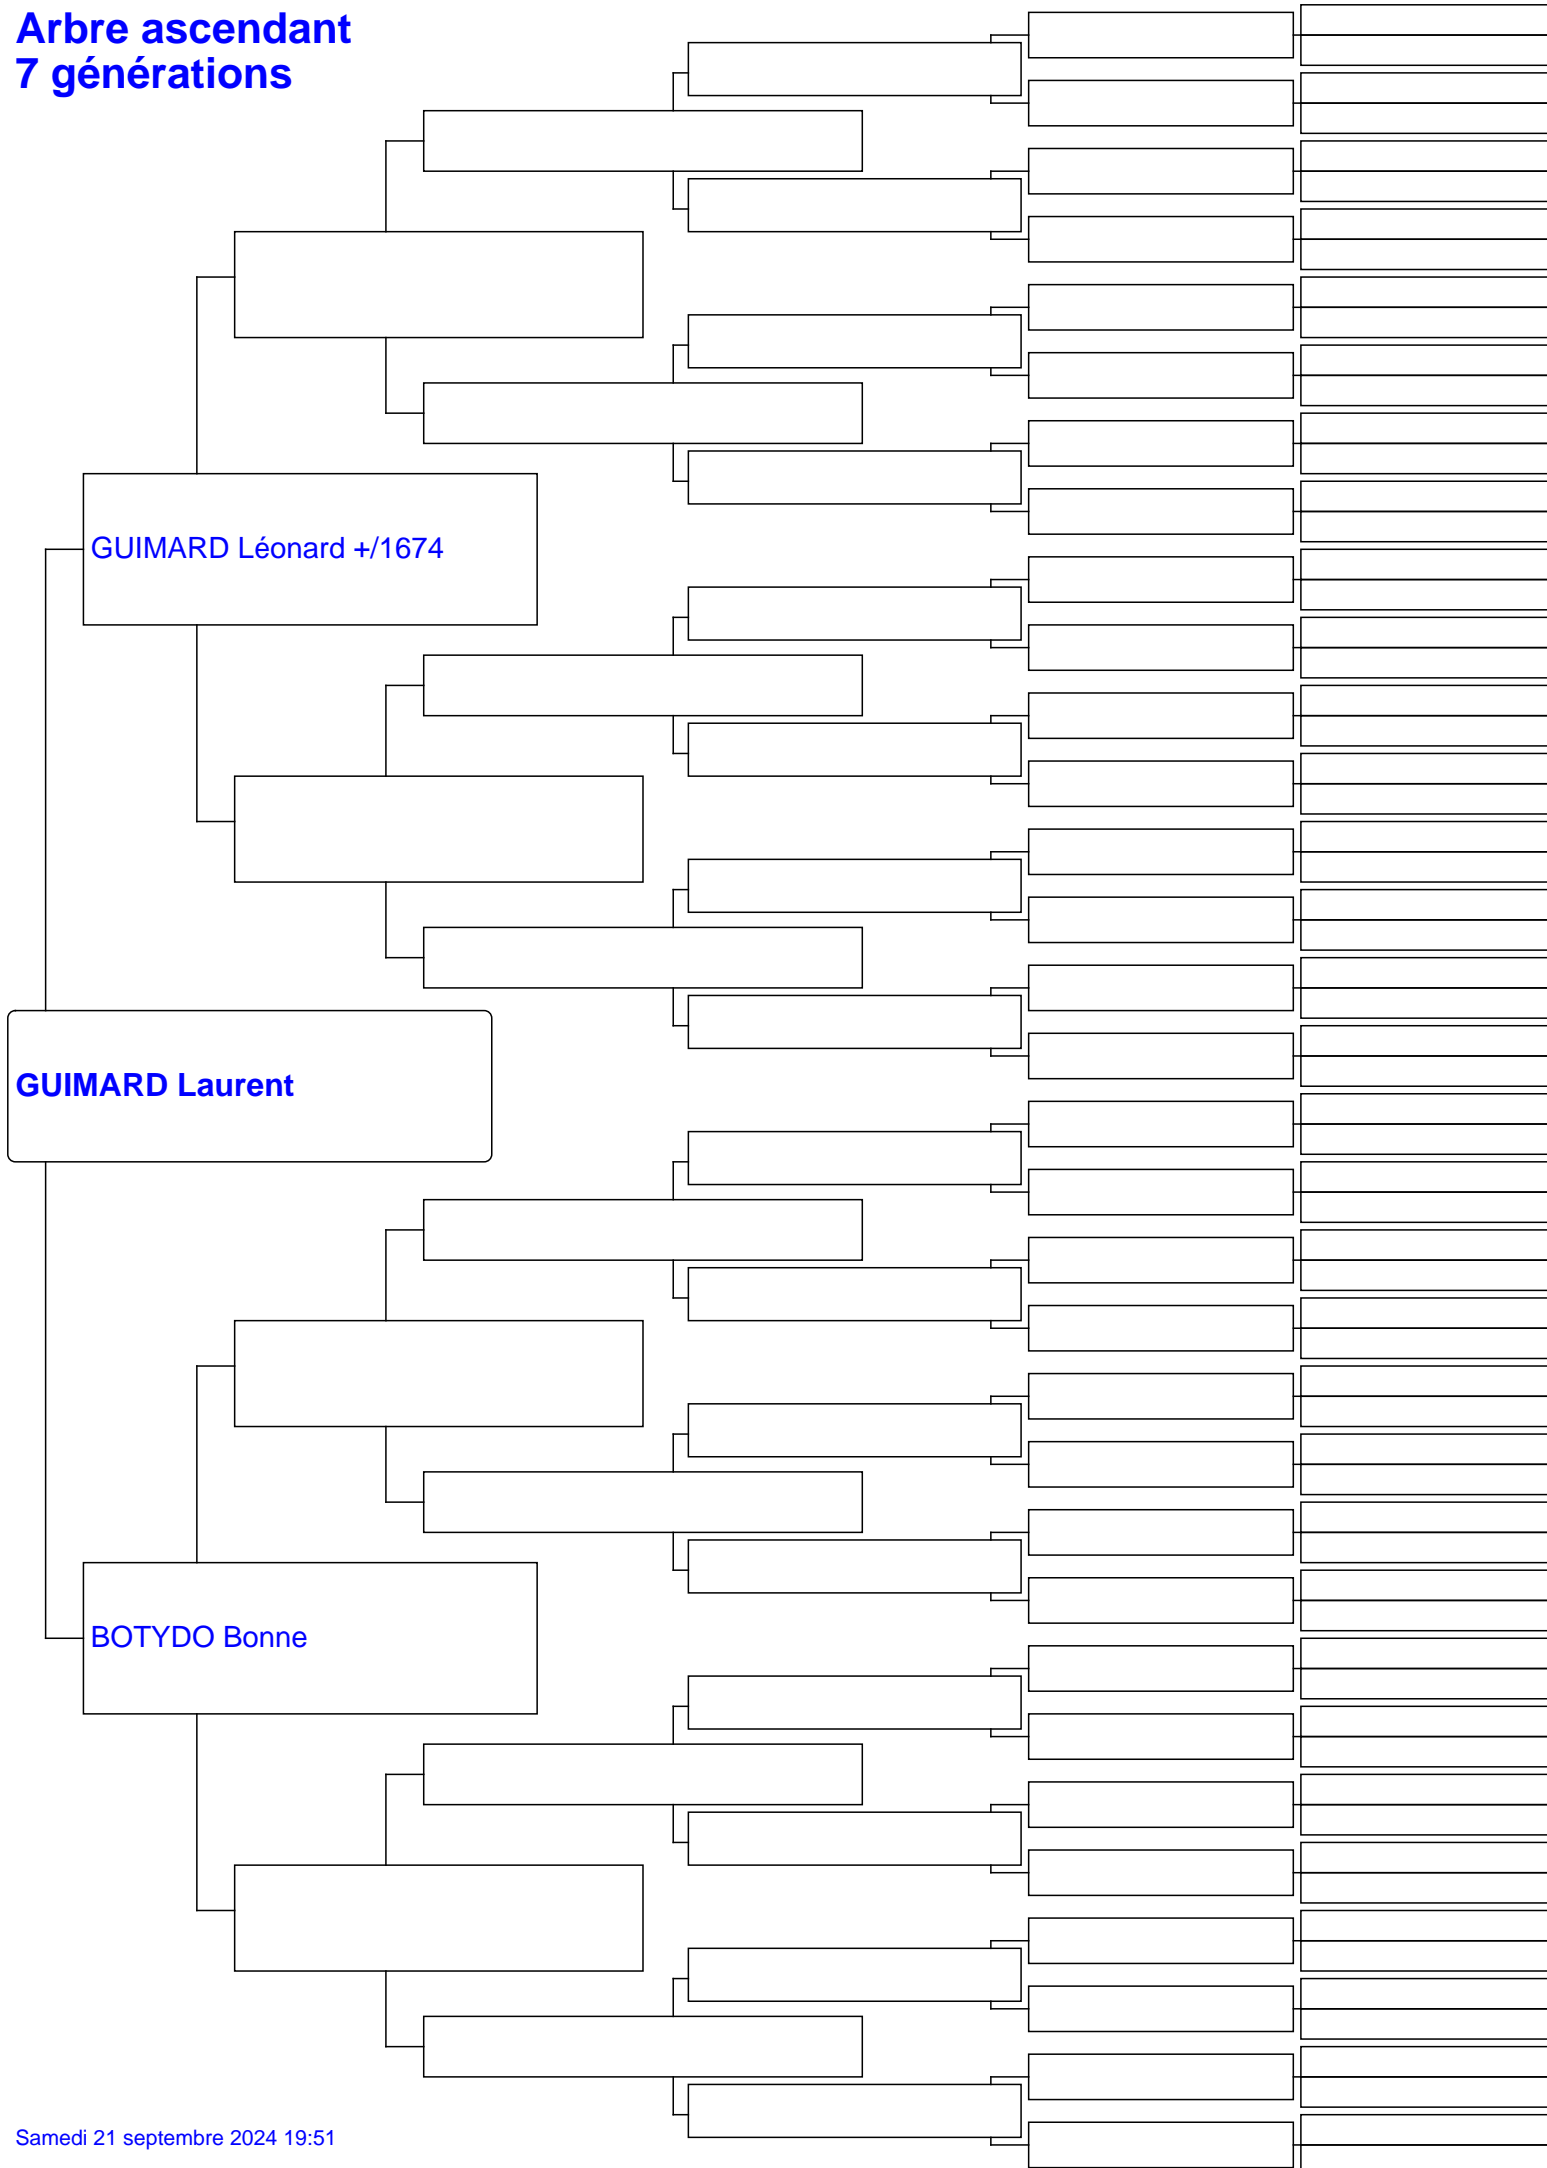 Arbre ascendant
7 générations
GUIMARD Léonard +/1674
GUIMARD Laurent
BOTYDO Bonne
Samedi 21 septembre 2024 19:51